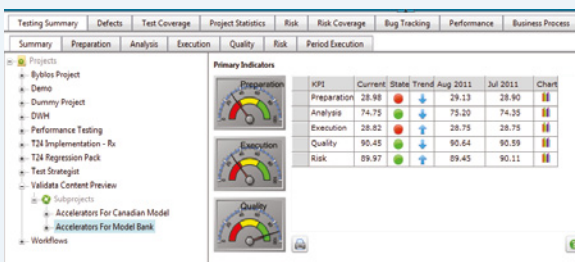 Testing Summary Defects Test Coverage Project Statistics Risk Risk Coverage Bug Tracking Performance Business Process
Summary Preparation Analysis Execution Quality Risk Period Execution
Projects
Byblos Project
Demo
Dummy Project
DWH
Performance Testing
T24 Implementation - Rx
T24 Regression Pack
Test Strategist
Validata Content Preview
Subprojects
Accelerators For Canadian Model
Accelerators For Model Bank
Workflows
Primary Indicators
Preparation
Execution
Quality
KPI Current State Trend Aug 2011 Jul 2011 Chart
Preparation 28.98 29.13 28.90
Analysis 74.75 75.20 74.35
Execution 28.82 28.75 28.75
Quality 90.45 90.64 90.59
Risk 89.97 89.45 90.11